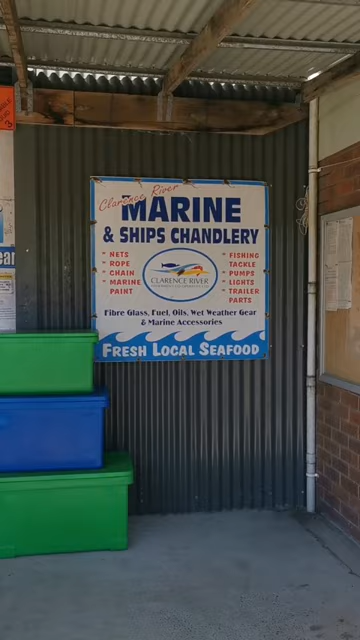 Clarence River
MARINE
& SHIPS CHANDLERY
NETS
ROPE
CHAIN
MARINE
PAINT
CLARENCE RIVER
FISHING
TACKLE
PUMPS
LIGHTS
TRAILER
PARTS
Fibre Glass, Fuel, Oils, Wet Weather Gear
& Marine Accessories
FRESH LOCAL SEAFOOD